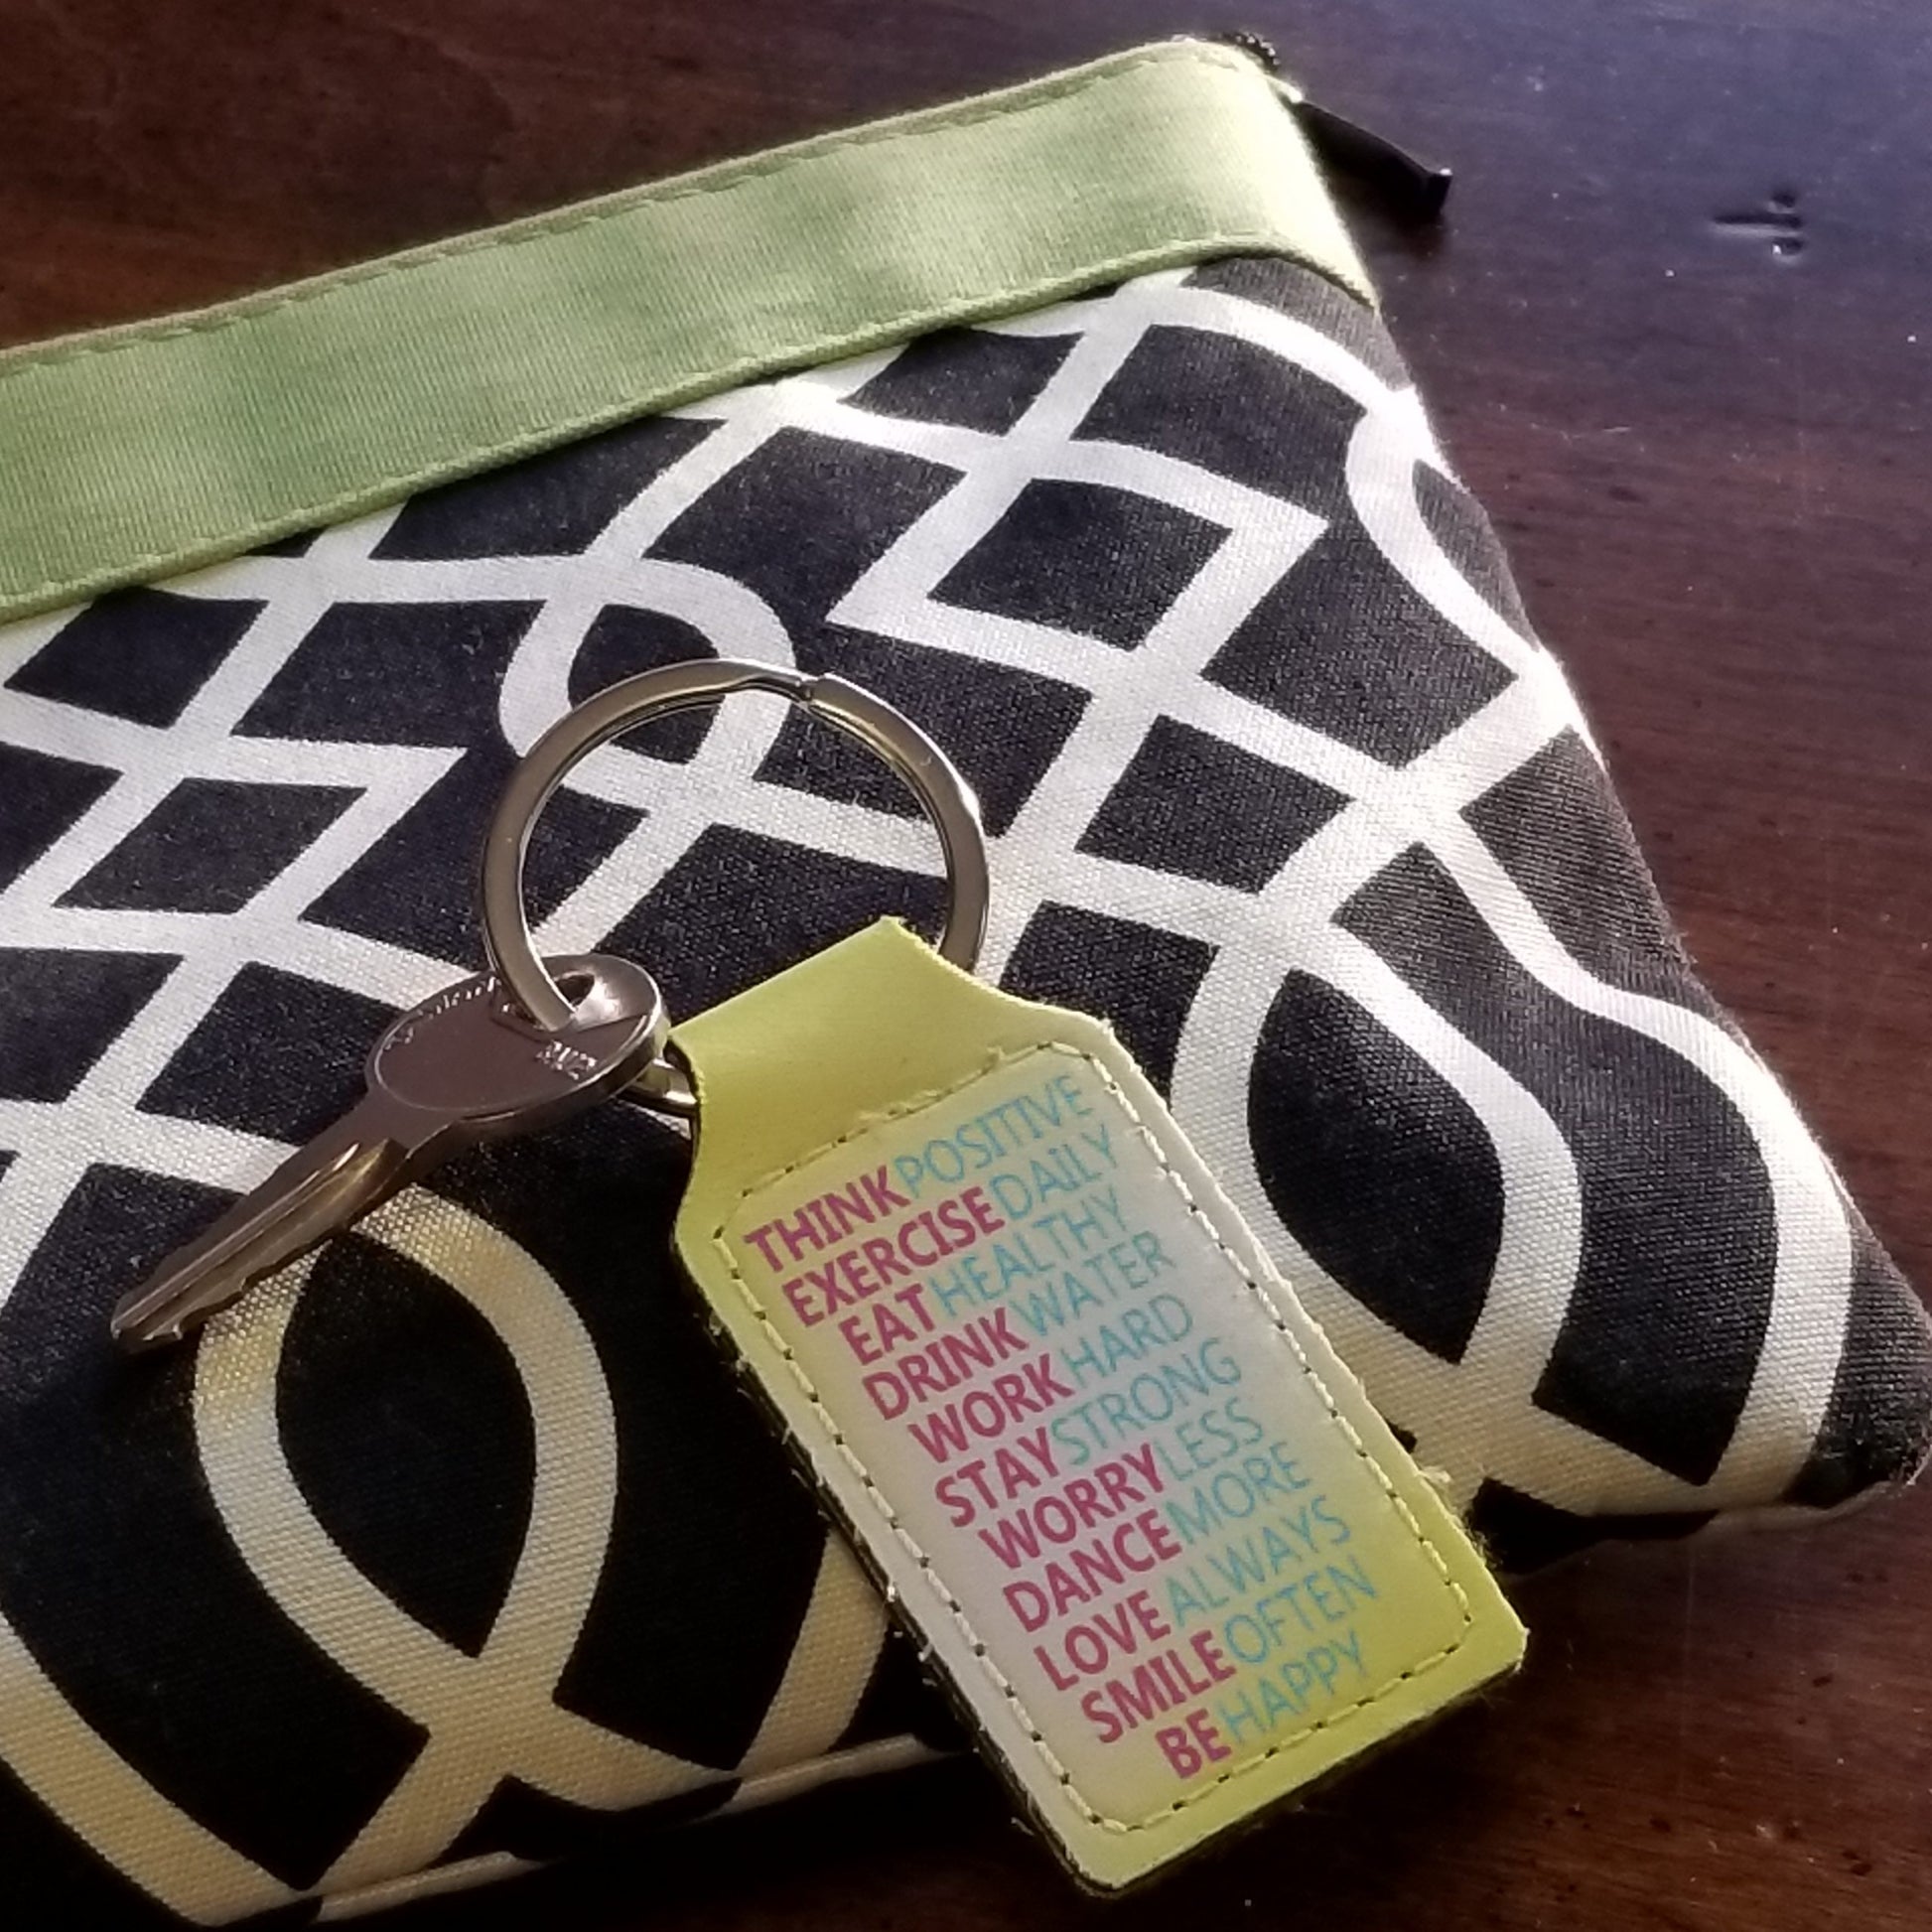 THINK POSITIVE
EXERCISE DAILY
EAT HEALTHY
DRINK WATER
WORK HARD
STAY STRONG
WORRY LESS
DANCE MORE
LOVE ALWAYS
SMILE OFTEN
BE HAPPY